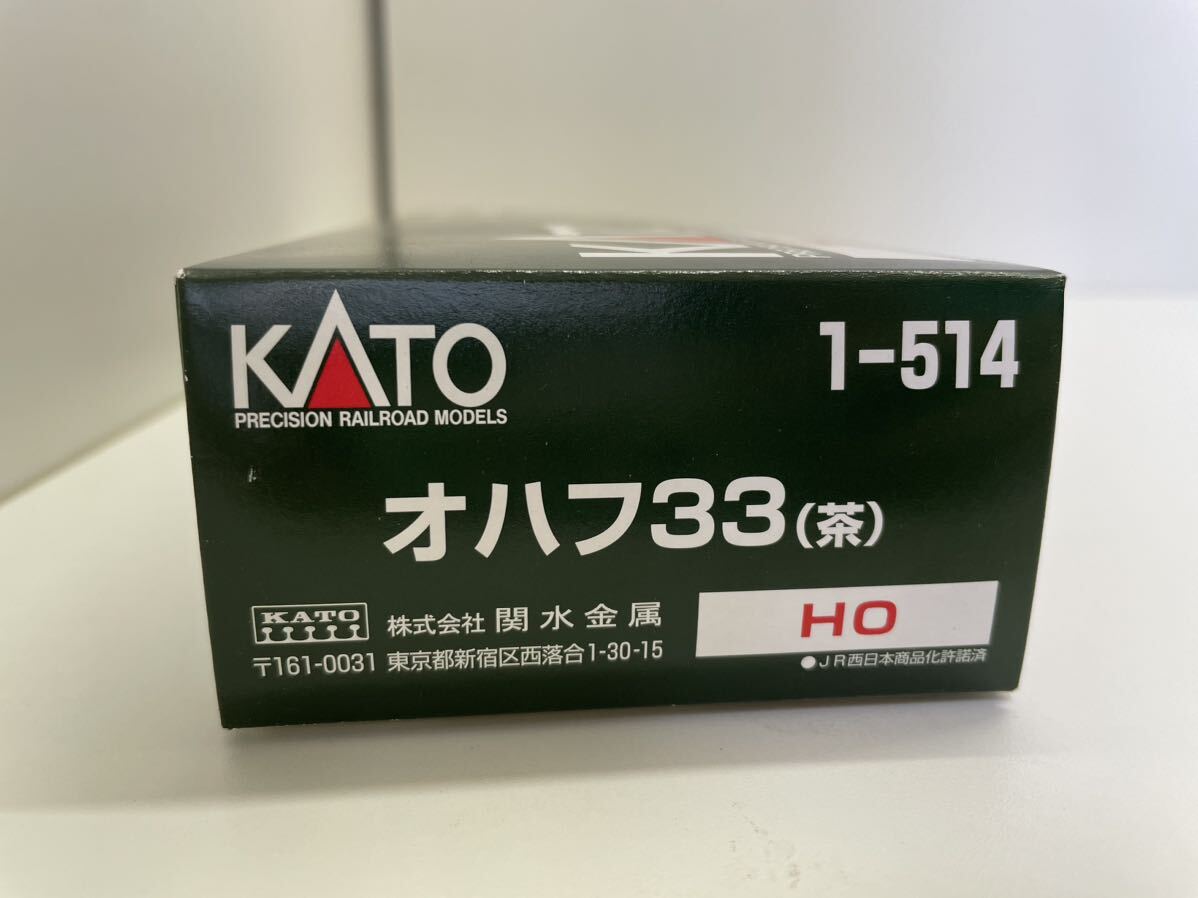 KATO
PRECISION RAILROAD MODELS
1-514
オハフ33(茶)
KATO
株式会社 関水金属
〒161-0031 東京都新宿区西落合1-30-15
HO
●JR西日本商品化許諾済